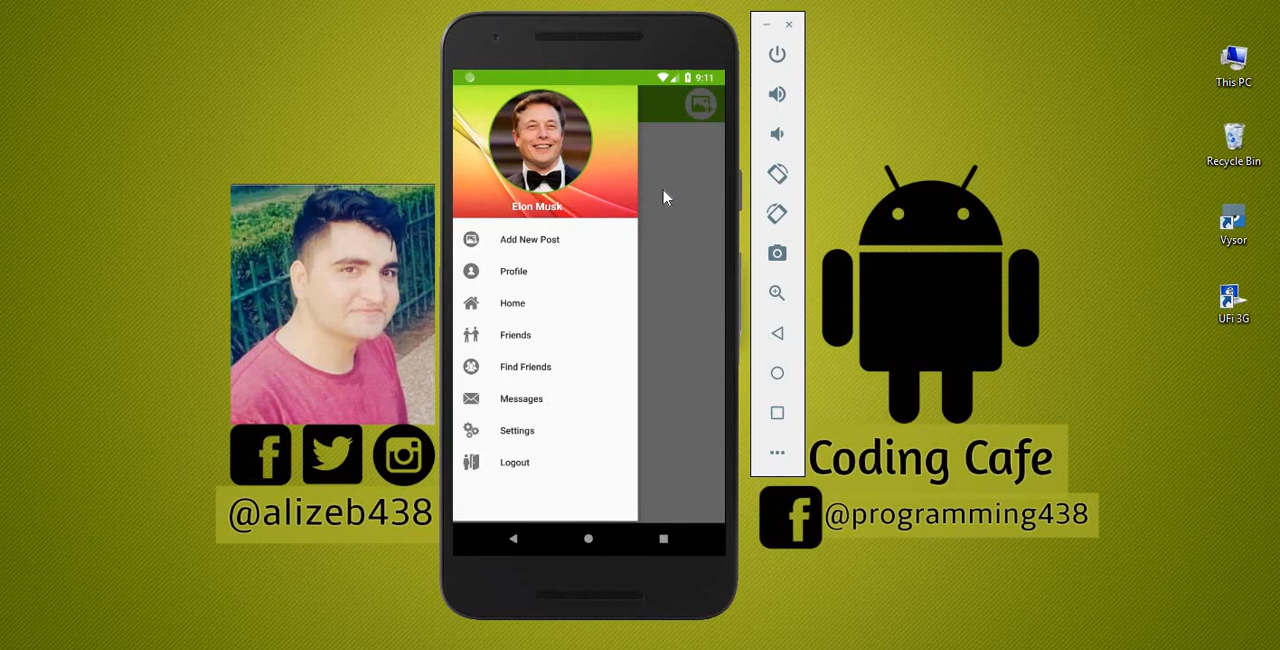 9:11
Elon Musk
Add New Post
Profile
Home
Friends
Find Friends
Messages
Settings
Logout
@alizeb438
Coding Cafe
@programming438
This PC
Recycle Bin
Vysor
UFi 3G